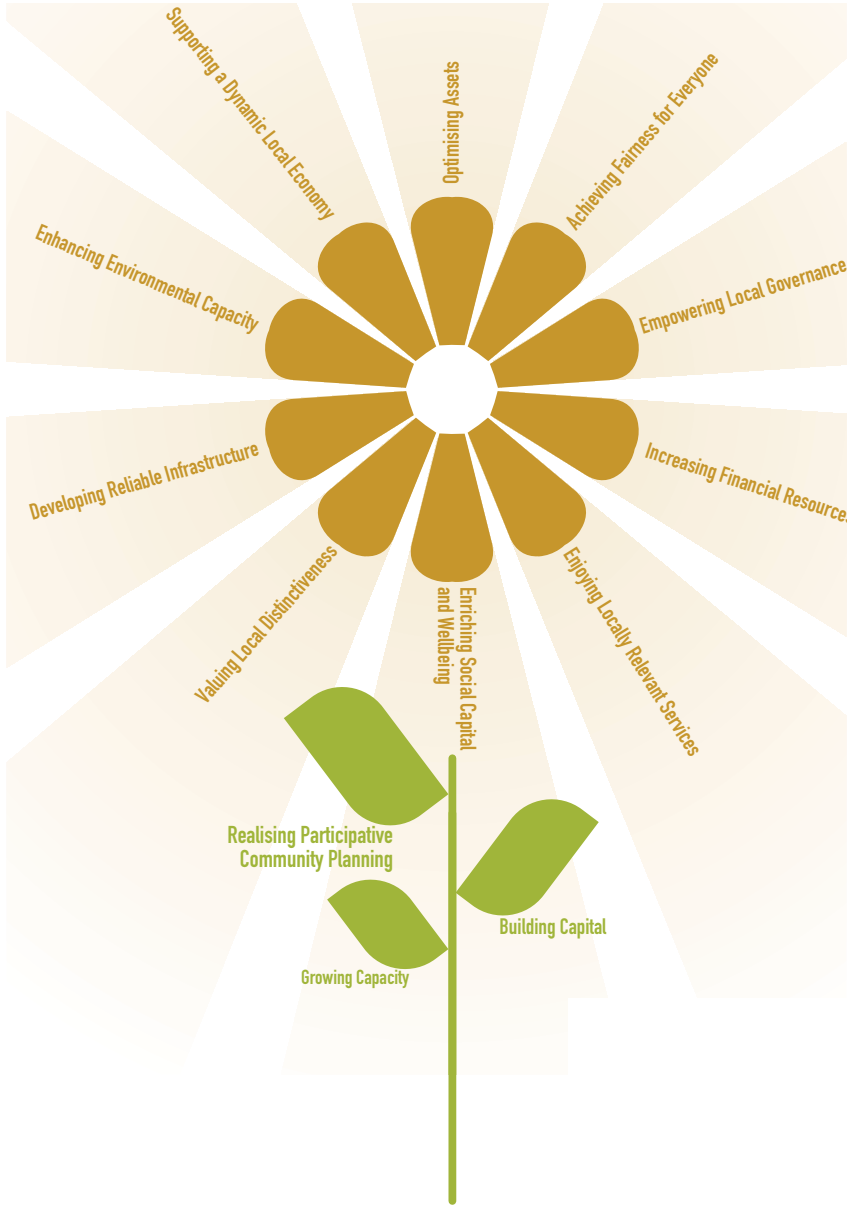 Optimising Assets
Achieving Fairness for Everyone
Empowering Local Governance
Increasing Financial Resources
Enjoying Locally Relevant Services
Enriching Social Capital
and Wellbeing
Valuing Local Distinctiveness
Developing Reliable Infrastructure
Enhancing Environmental Capacity
Supporting a Dynamic Local Economy
Realising Participative
Community Planning
Building Capital
Growing Capacity